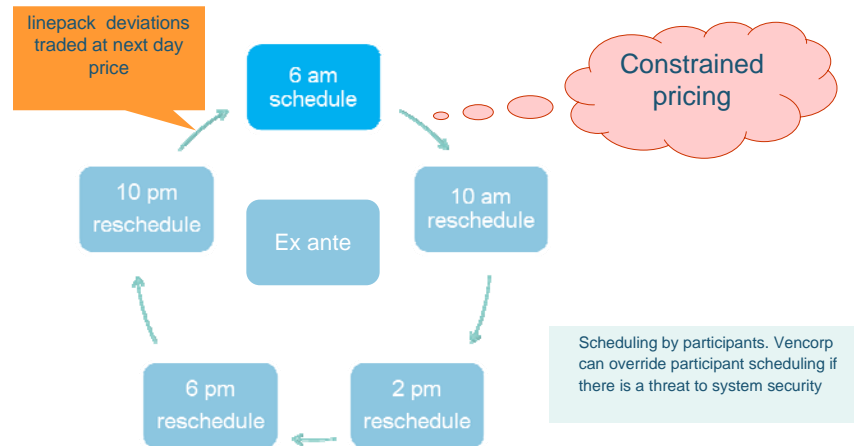 linepack deviations
traded at next day
price
6 am
schedule
Constrained
pricing
10 pm
reschedule
10 am
reschedule
Ex ante
Scheduling by participants. Vencorp
can override participant scheduling if
there is a threat to system security
6 pm
reschedule
2 pm
reschedule